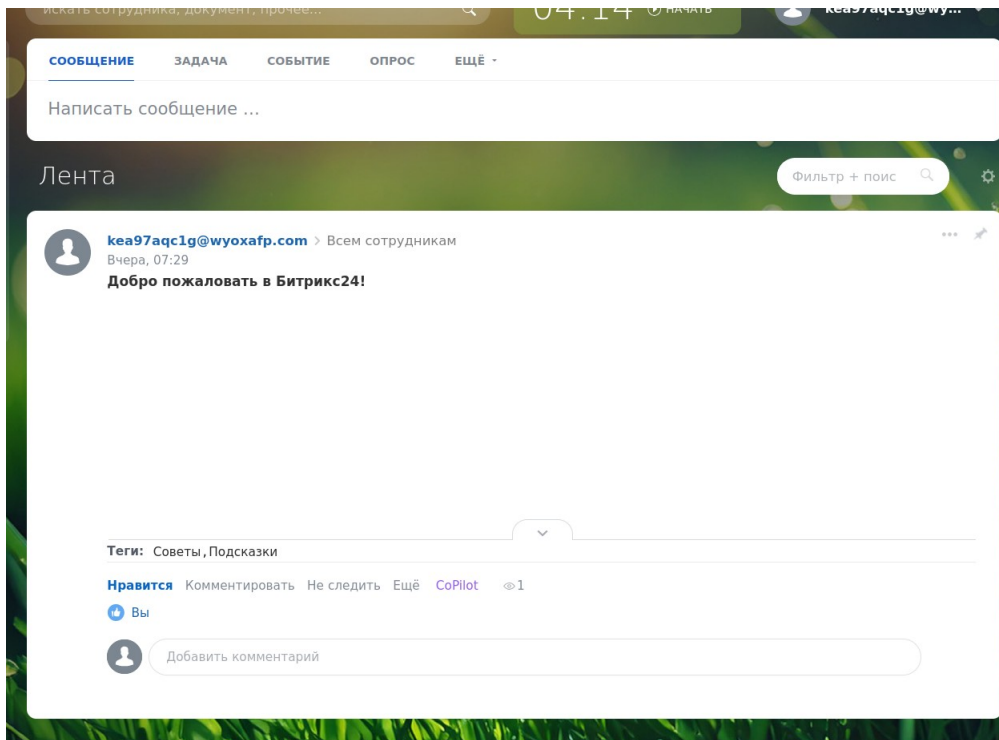 искать сотрудника, документ, прочее...
04:14 НАЧАТЬ
kea97aqc1g@wy...
СООБЩЕНИЕ ЗАДАЧА СОБЫТИЕ ОПРОС ЕЩЁ
Написать сообщение ...
Лента
Фильтр + поиск
kea97aqc1g@wyoxafp.com > Всем сотрудникам
Вчера, 07:29
Добро пожаловать в Битрикс24!
Теги: Советы,Подсказки
Нравится Комментировать Не следить Ещё CoPilot 1
Вы
Добавить комментарий